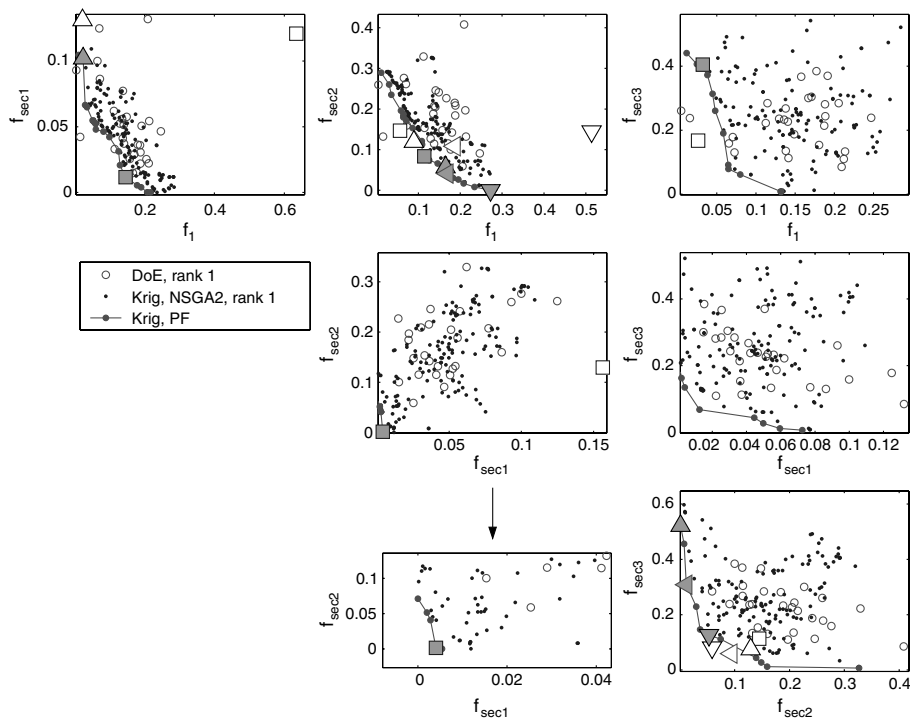 0.1
0.05
0
0.2 0.4 0.6
f_sec1
f_1
0.4
0.3
0.2
0.1
0
0.1 0.2 0.3 0.4 0.5
f_sec2
f_1
0.4
0.2
0
0.05 0.1 0.15 0.2 0.25
f_sec3
f_1
DoE, rank 1
Krig, NSGA2, rank 1
Krig, PF
0.3
0.2
0.1
0
0.05 0.1 0.15
f_sec2
f_sec1
0.4
0.2
0
0.02 0.04 0.06 0.08 0.1 0.12
f_sec3
f_sec1
0.1
0.05
0
0 0.02 0.04
f_sec2
f_sec1
0.6
0.4
0.2
0
0.1 0.2 0.3 0.4
f_sec3
f_sec2